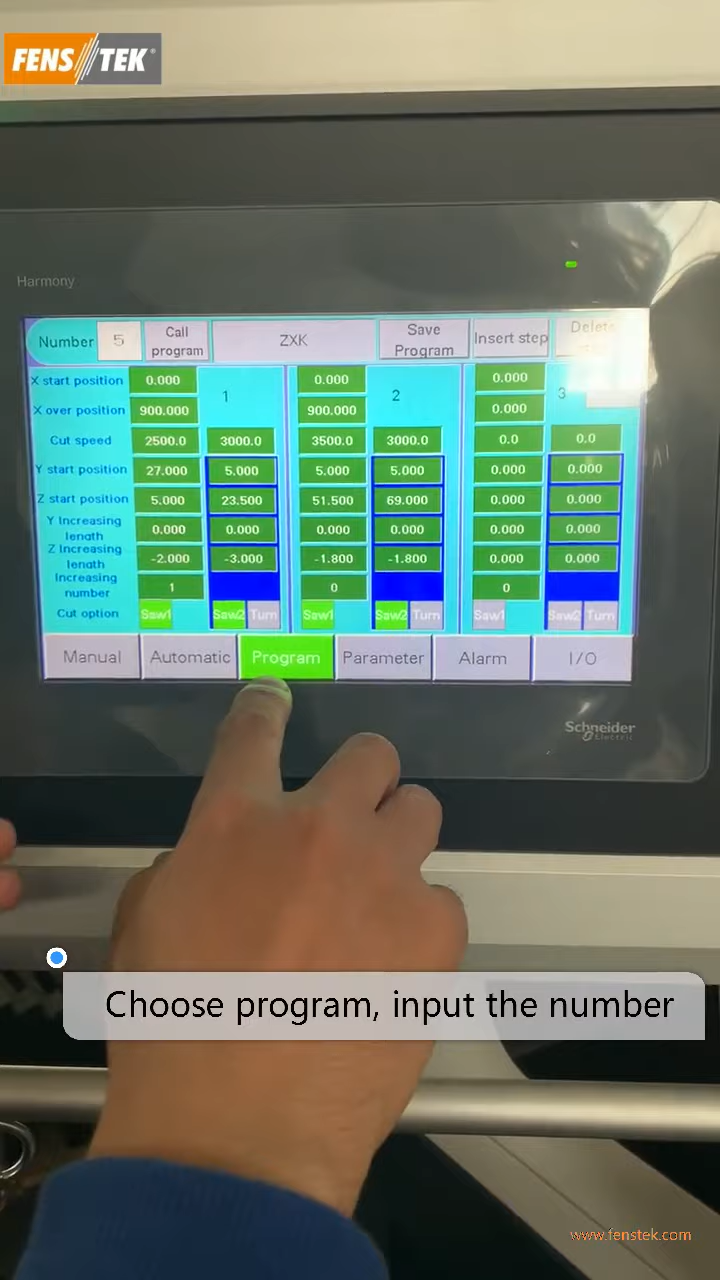 FENS TEK
Harmony
Number 5 Call program ZXK Save Program Insert step Delete
X start position 0.000 1 0.000 2 0.000 3
X over position 900.000 900.000 0.000
Cut speed 2500.0 3000.0 3500.0 3000.0 0.0 0.0
Y start position 27.000 5.000 5.000 5.000 0.000 0.000
Z start position 5.000 23.500 51.500 69.000 0.000 0.000
Y Increasing length 0.000 0.000 0.000 0.000 0.000 0.000
Z Increasing length -2.000 -3.000 -1.800 -1.800 0.000 0.000
Increasing number 1 0 0
Cut option Saw1 Saw2 Turn Saw1 Saw2 Turn Saw1 Saw2 Turn
Manual Automatic Program Parameter Alarm I/O
Schneider
Electric
Choose program, input the number
www.fenstek.com